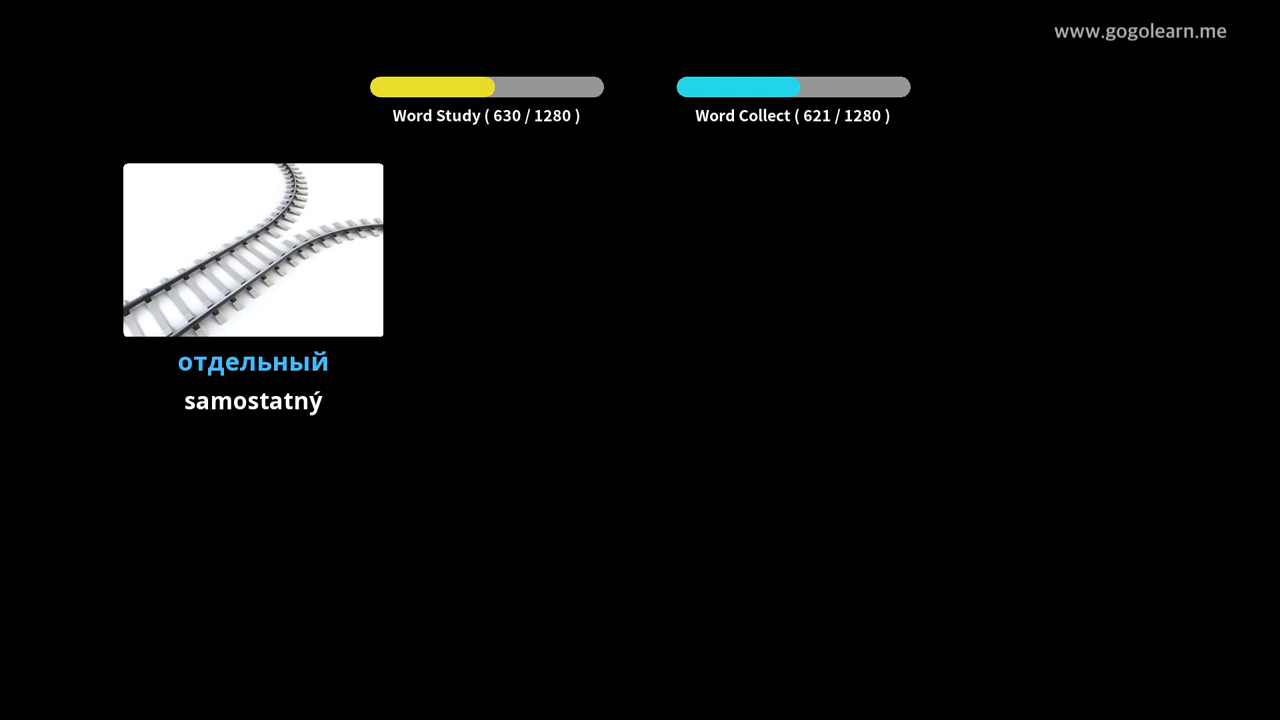 www.gogolearn.me
Word Study ( 630 / 1280 )
Word Collect ( 621 / 1280 )
отдельный
samostatný